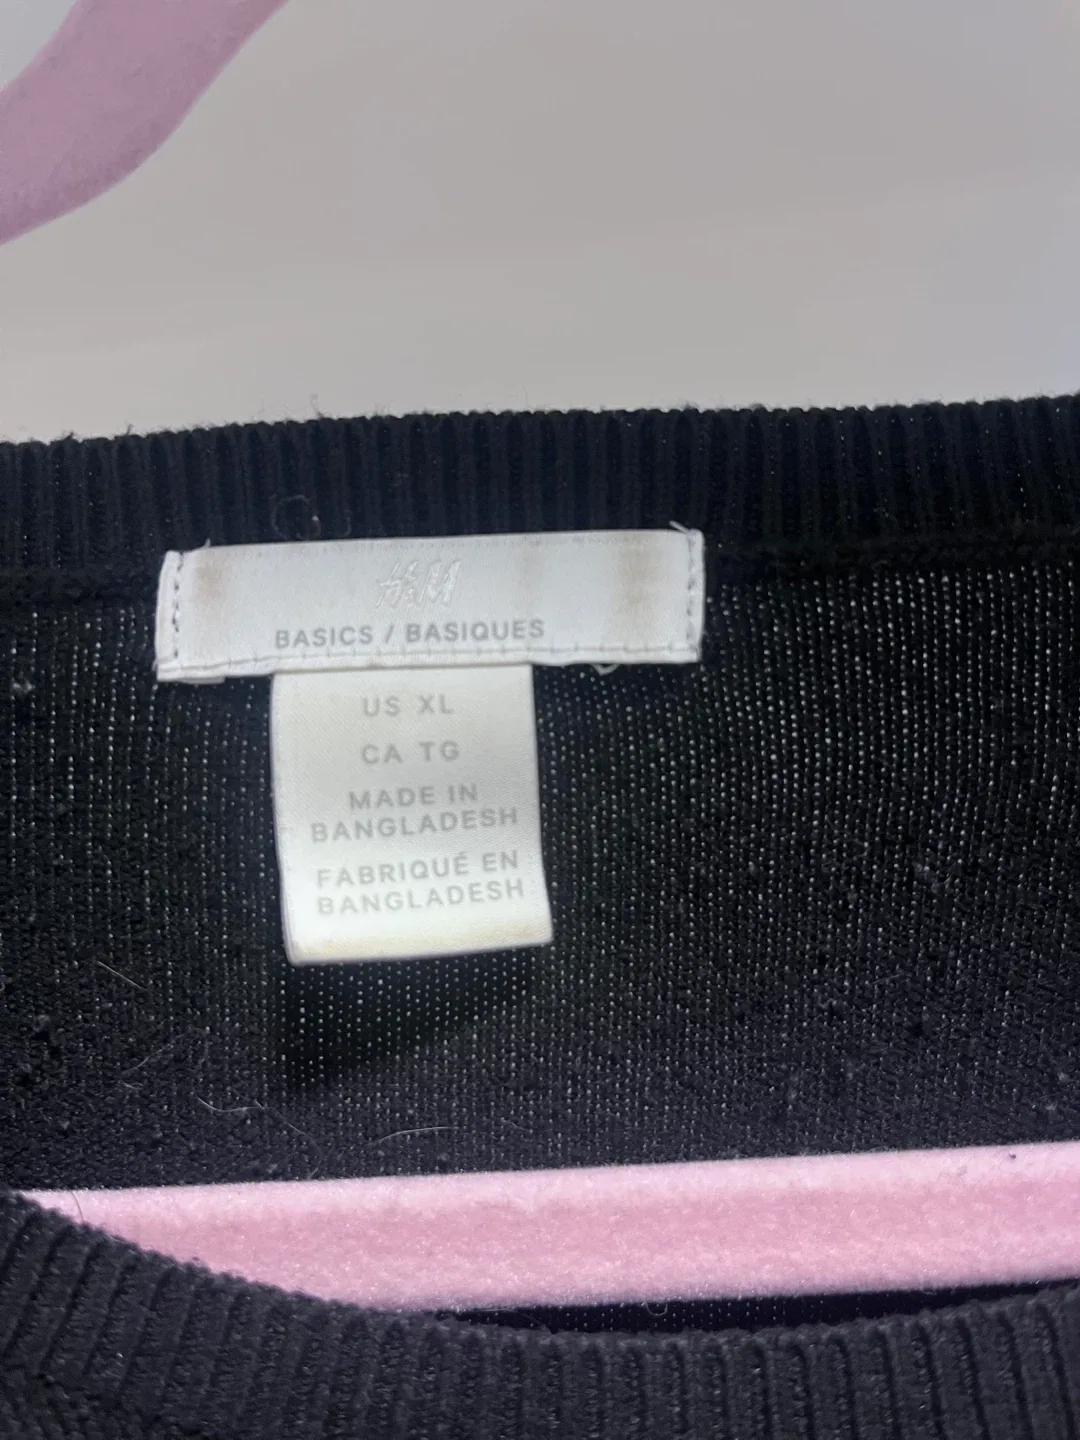 H&M
BASICS / BASIQUES
US XL
CA TG
MADE IN
BANGLADESH
FABRIQUÉ EN
BANGLADESH